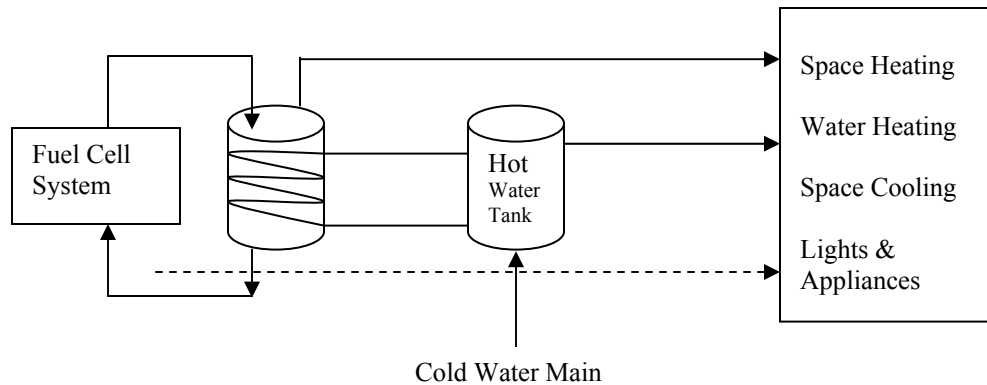 Fuel Cell
System
Hot
Water
Tank
Space Heating
Water Heating
Space Cooling
Lights &
Appliances
Cold Water Main